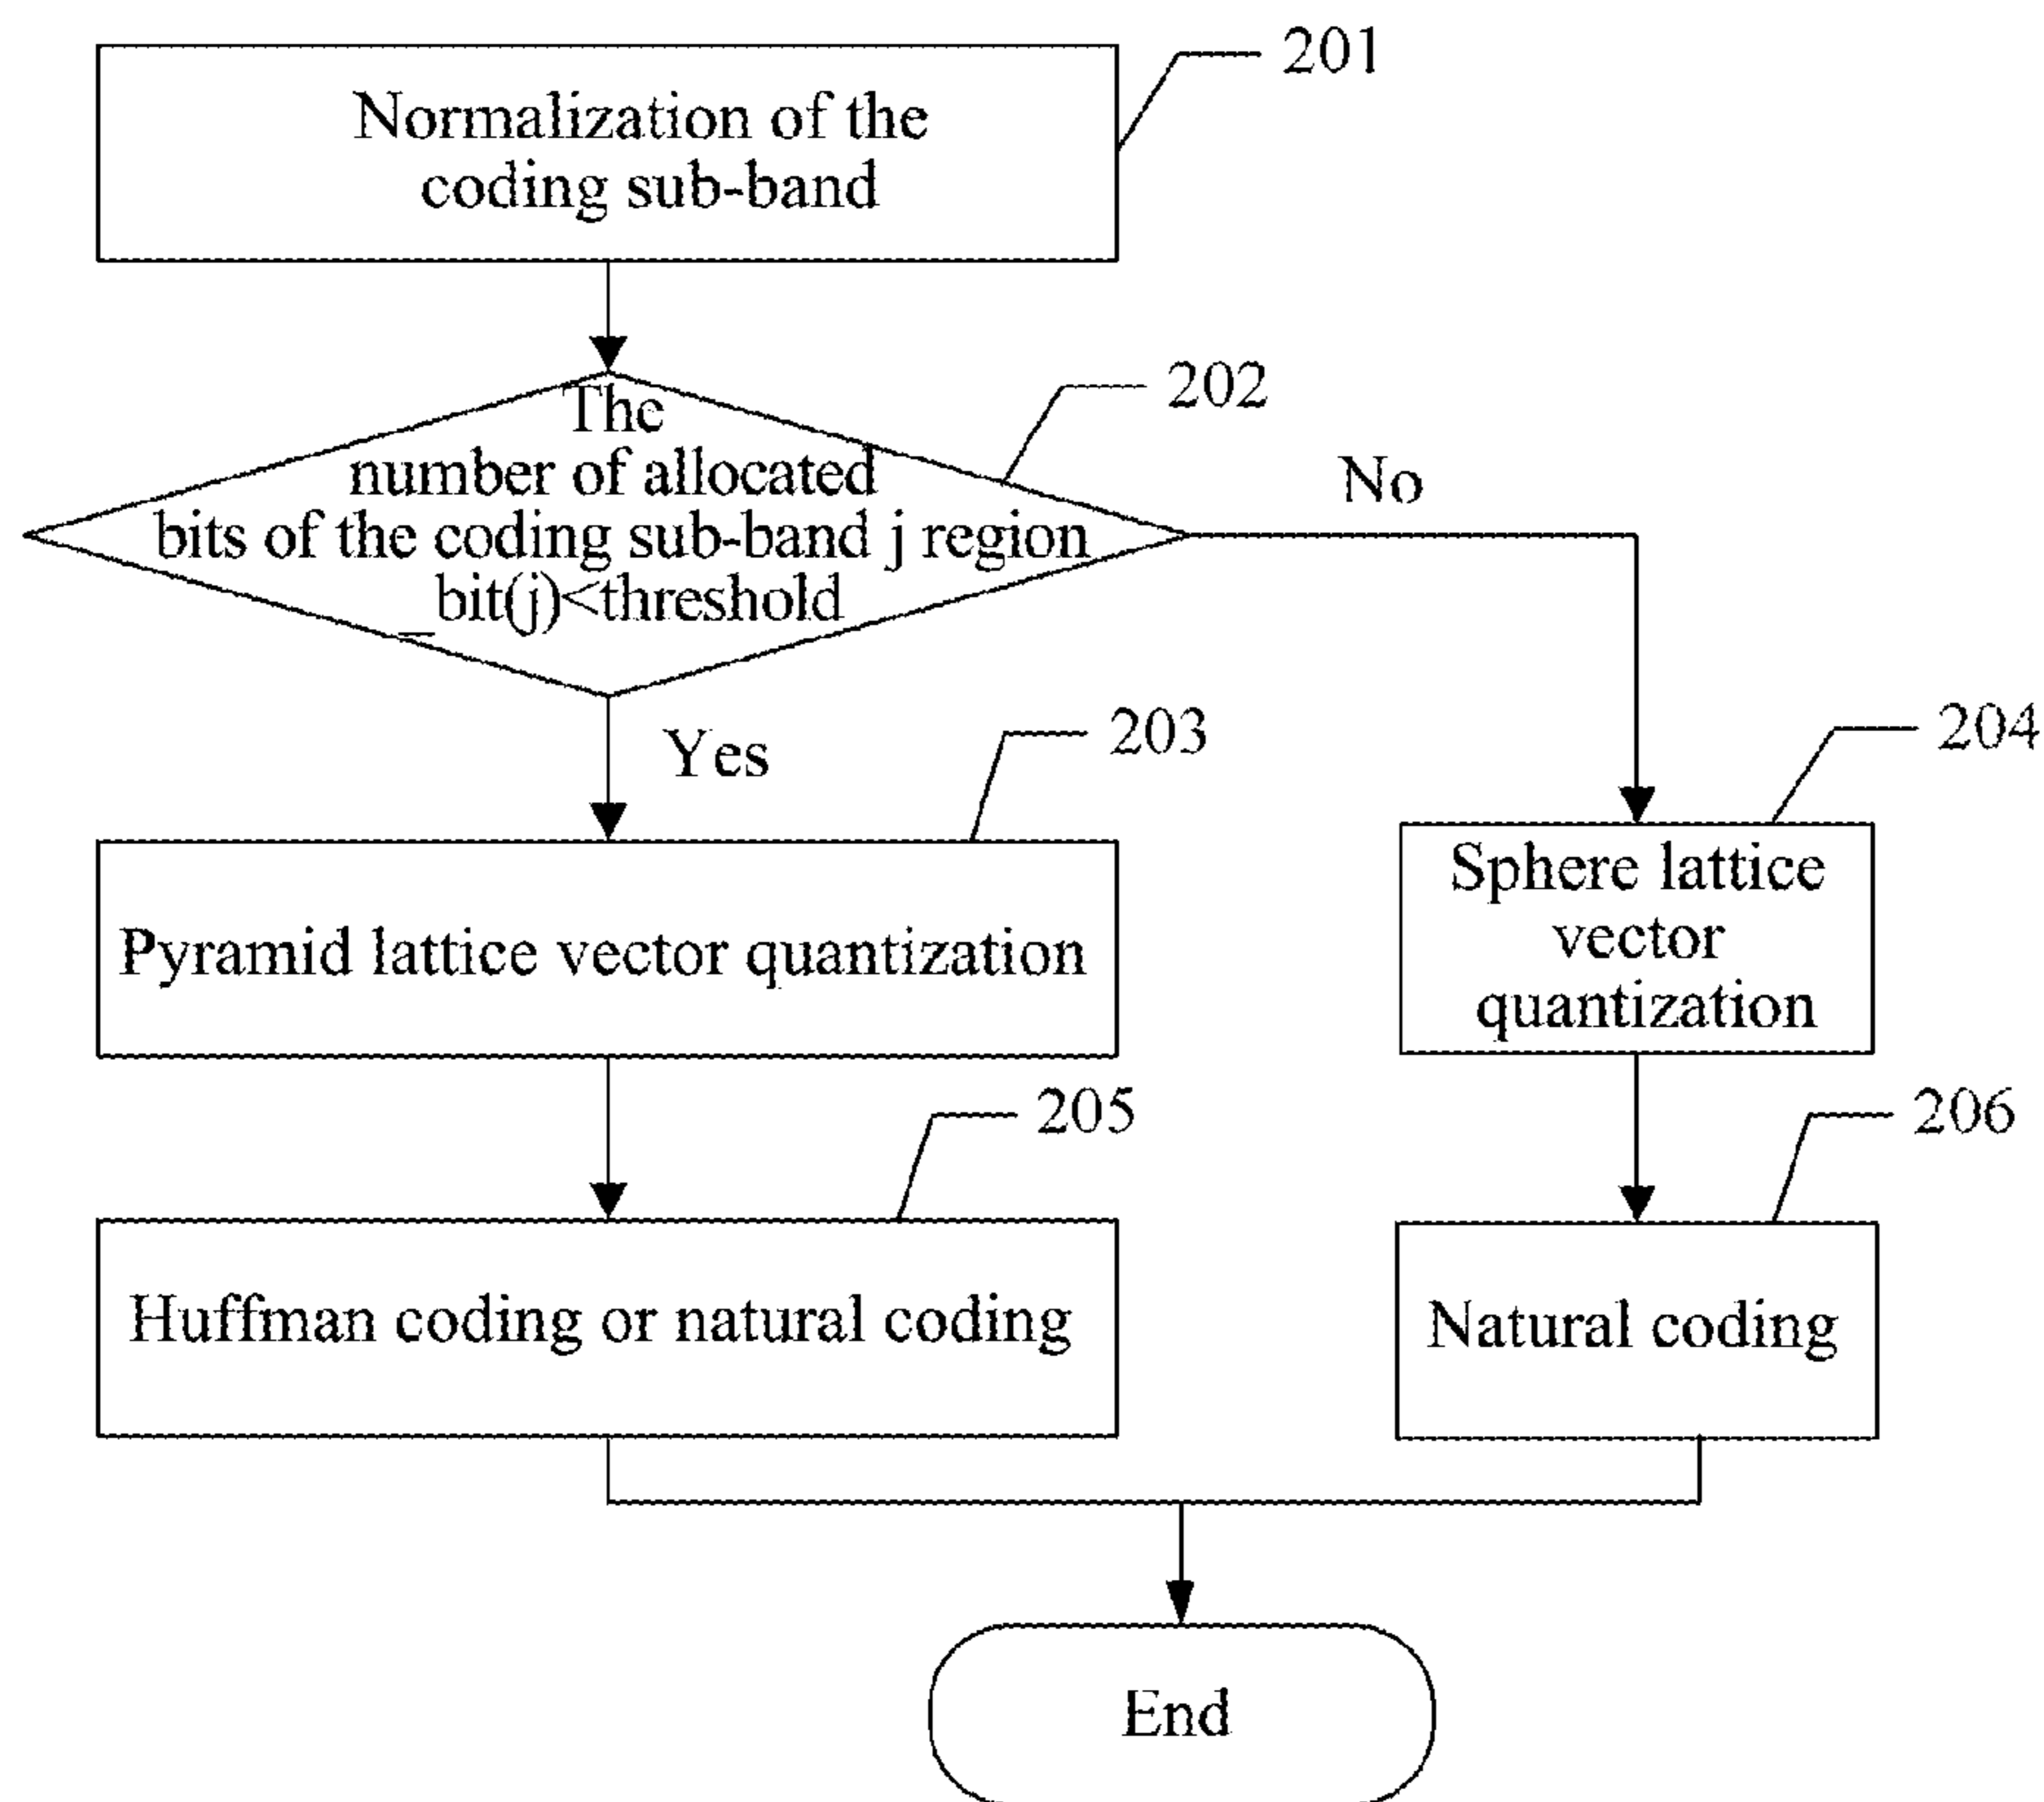 201
Normalization of the
coding sub-band
202
The
number of allocated
bits of the coding sub-band j region
_bit(j)<threshold
No
Yes
203
204
Pyramid lattice vector quantization
Sphere lattice
vector
quantization
205
206
Huffman coding or natural coding
Natural coding
End